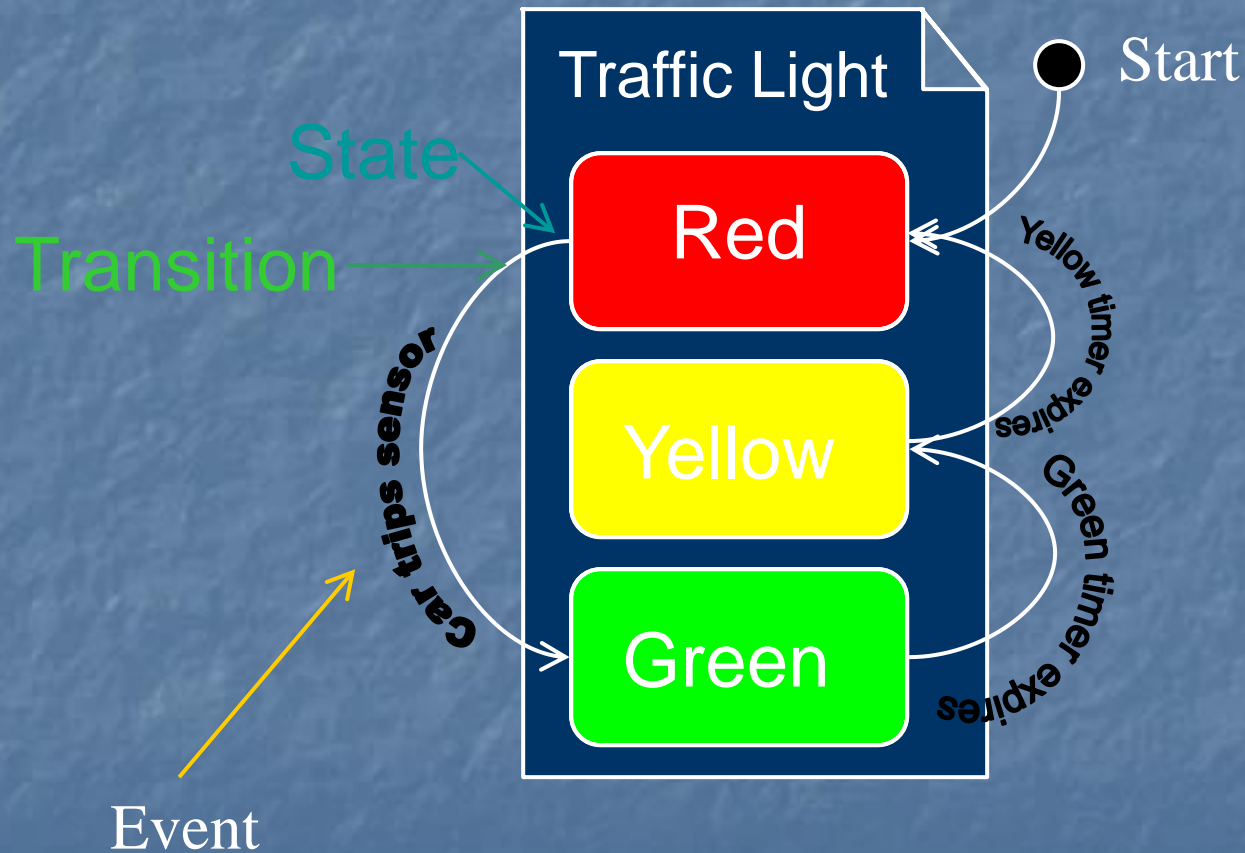 Traffic Light
Start
State
Red
Transition
Yellow timer expires
Car trips sensor
Yellow
Green timer expires
Green
Event